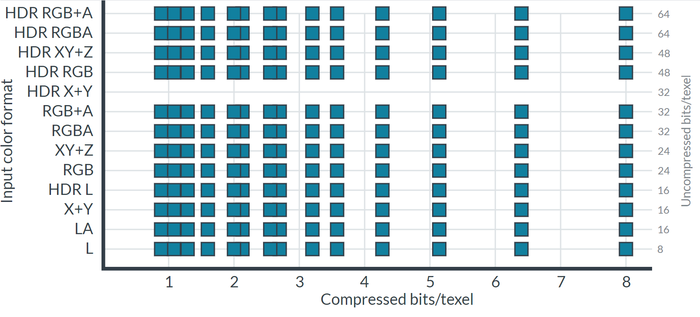 Input color format
HDR RGB+A 64
HDR RGBA 64
HDR XY+Z 48
HDR RGB 48
HDR X+Y 32
RGB+A 32
RGBA 32
XY+Z 24
RGB 24
HDR L 16
X+Y 16
LA 16
L 8
Uncompressed bits/texel
1 2 3 4 5 6 7 8
Compressed bits/texel